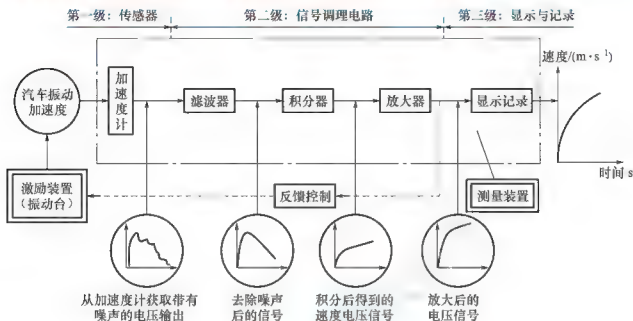 第一级：传感器
第二级：信号调理电路
第三级：显示与记录
速度/(m·s⁻¹)
汽车振动
加速度
加速度计
滤波器
积分器
放大器
显示记录
时间 s
激励装置
（振动台）
反馈控制
测量装置
从加速度计获取带有
噪声的电压输出
去除噪声
后的信号
积分后得到的
速度电压信号
放大后的
电压信号